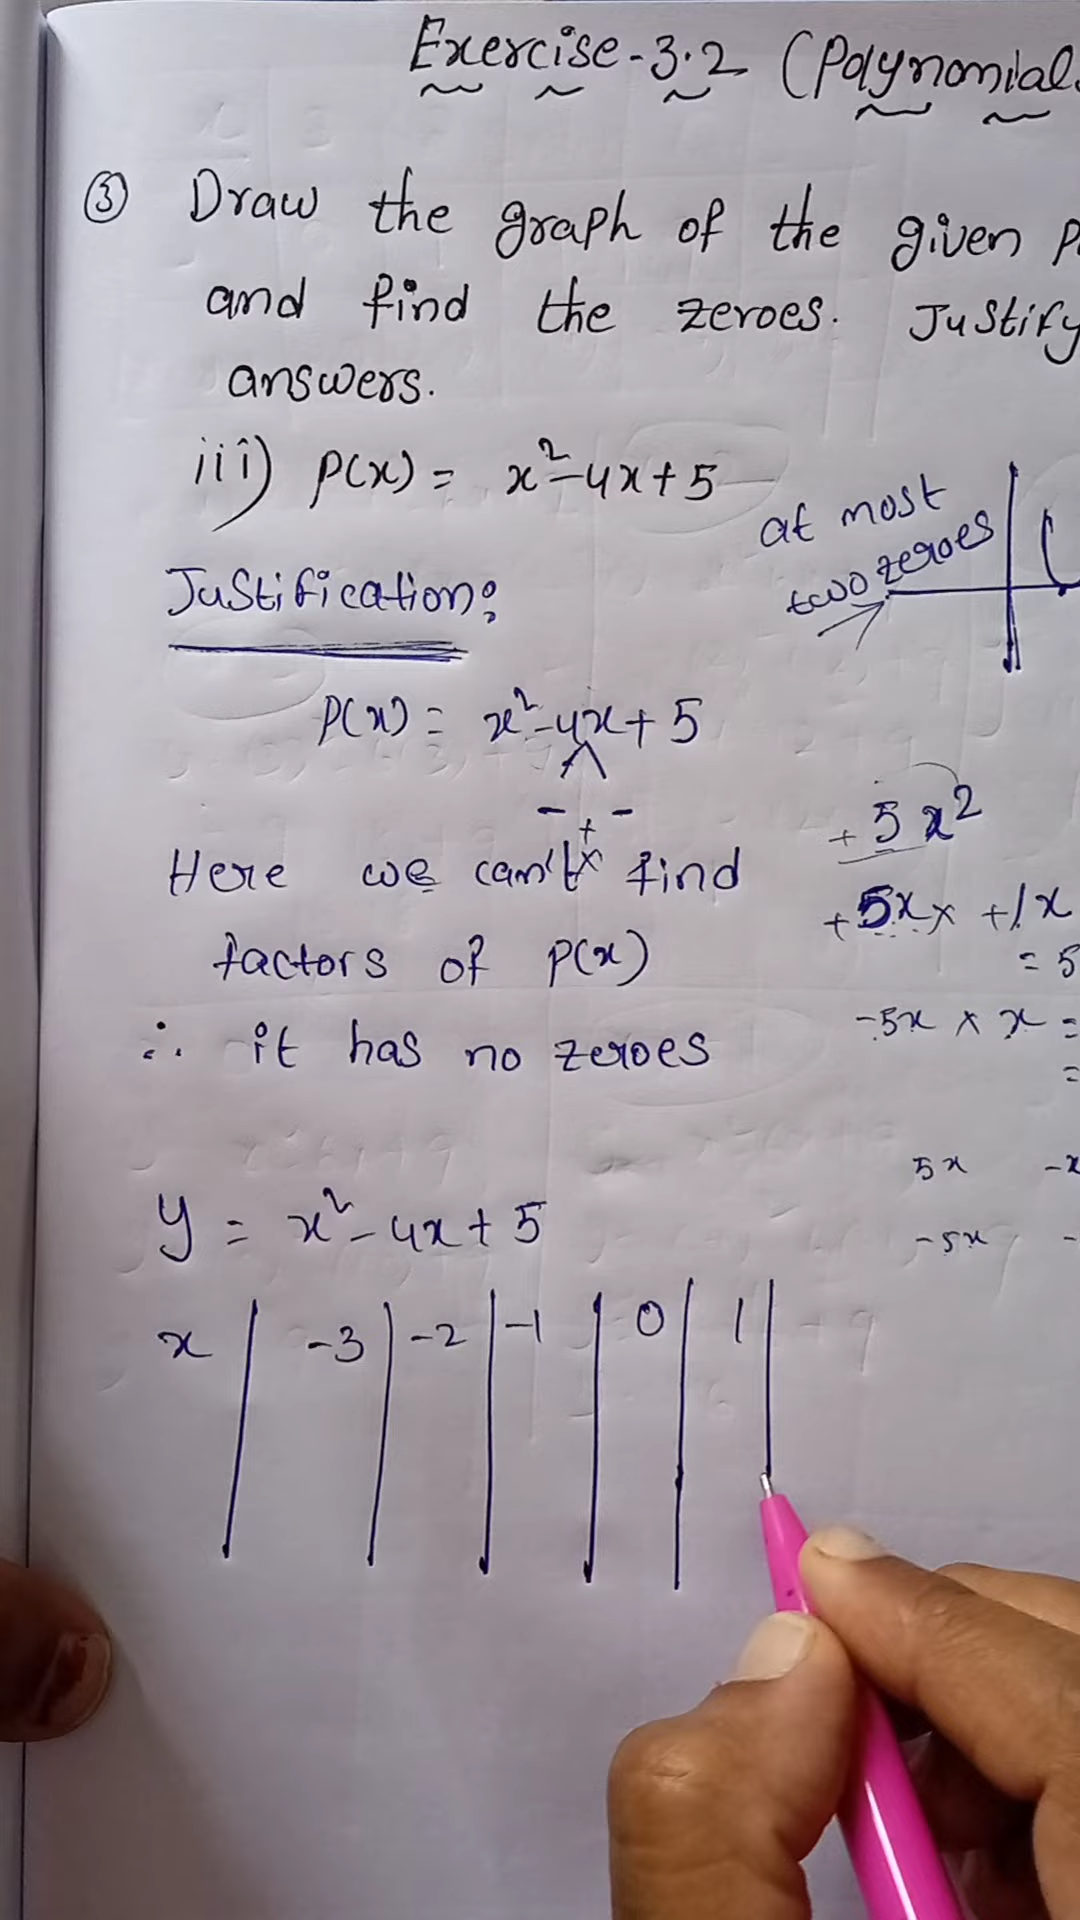 Exercise-3.2 (Polynomial
③ Draw the graph of the given P
and find the zeroes. Justify
answers.
iii) P(x) = x²-4x+5
at most
two zeroes
Justification:
P(x) = x²-4x+5
- + -
x
+ 5x²
Here we can't find
+5x x +1x
factors of P(x)
= 5
-5x x x =
=
∴ it has no zeroes
5x -x
y = x²-4x+5
-5x -
x | -3 | -2 | -1 | 0 | 1 |